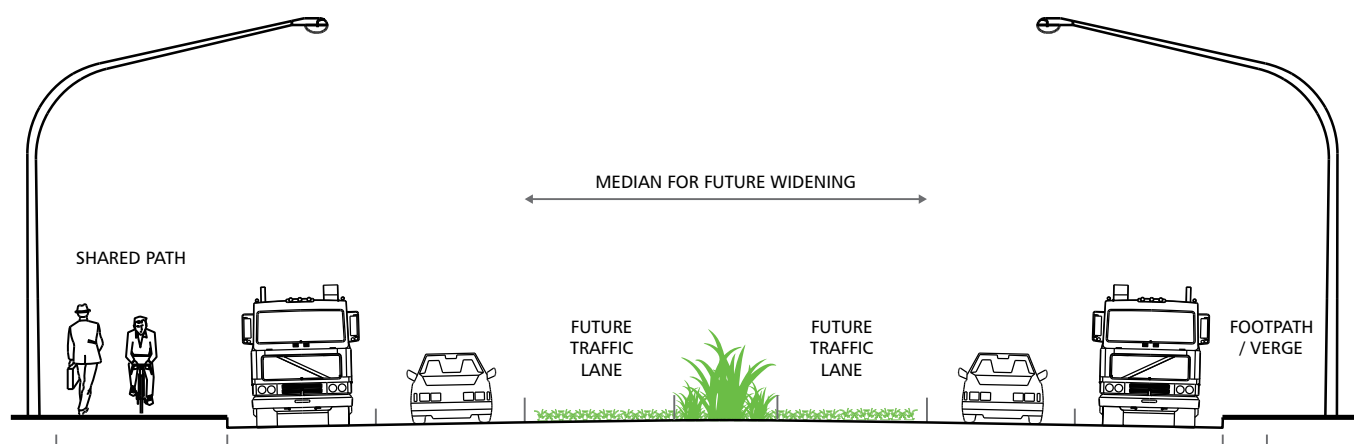 MEDIAN FOR FUTURE WIDENING
SHARED PATH
FUTURE
TRAFFIC
LANE
FUTURE
TRAFFIC
LANE
FOOTPATH
/ VERGE